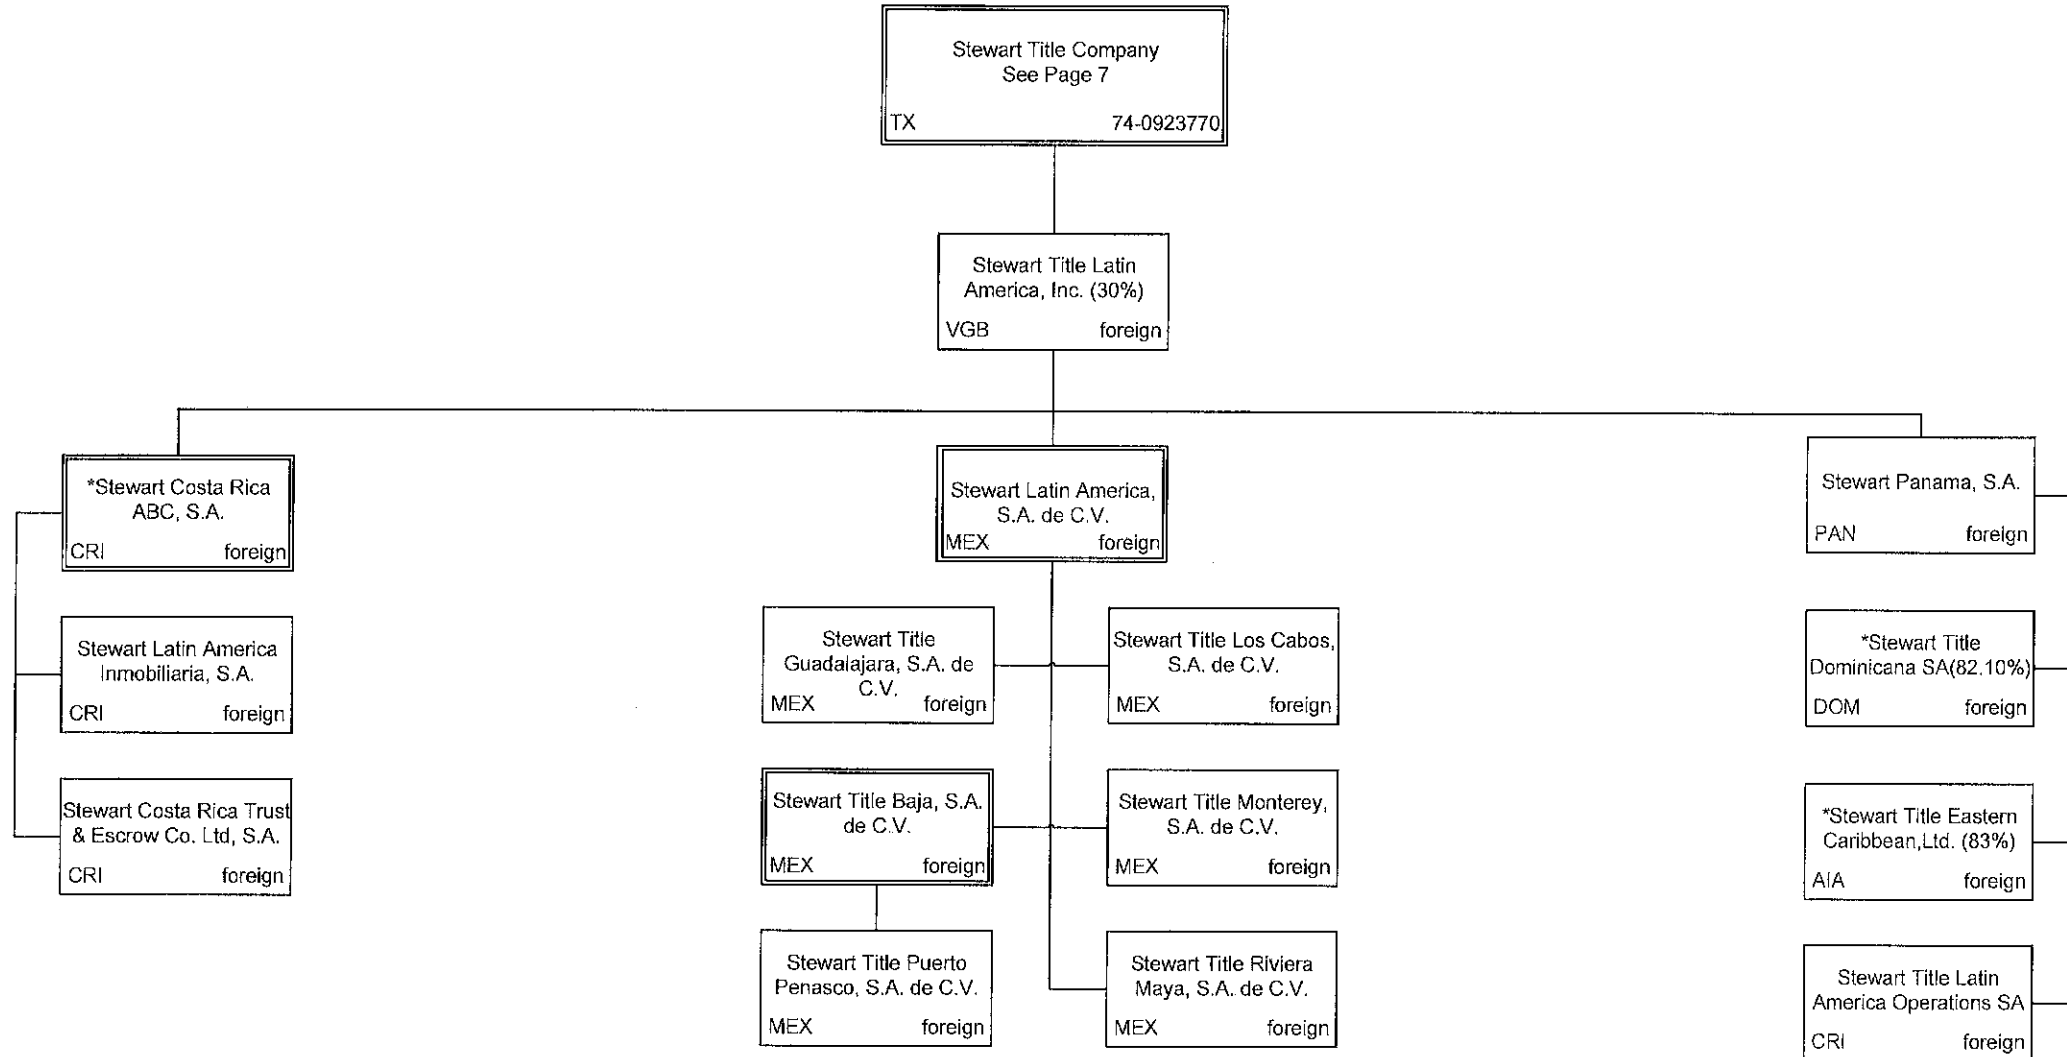 Stewart Title Company
See Page 7
TX 74-0923770
Stewart Title Latin
America, Inc. (30%)
VGB foreign
*Stewart Costa Rica
ABC, S.A.
CRI foreign
Stewart Latin America
Inmobiliaria, S.A.
CRI foreign
Stewart Costa Rica Trust
& Escrow Co. Ltd, S.A.
CRI foreign
Stewart Latin America,
S.A. de C.V.
MEX foreign
Stewart Title
Guadalajara, S.A. de
C.V.
MEX foreign
Stewart Title Los Cabos,
S.A. de C.V.
MEX foreign
Stewart Title Baja, S.A.
de C.V.
MEX foreign
Stewart Title Monterey,
S.A. de C.V.
MEX foreign
Stewart Title Puerto
Penasco, S.A. de C.V.
MEX foreign
Stewart Title Riviera
Maya, S.A. de C.V.
MEX foreign
Stewart Panama, S.A.
PAN foreign
*Stewart Title
Dominicana SA(82.10%)
DOM foreign
*Stewart Title Eastern
Caribbean,Ltd. (83%)
AIA foreign
Stewart Title Latin
America Operations SA
CRI foreign